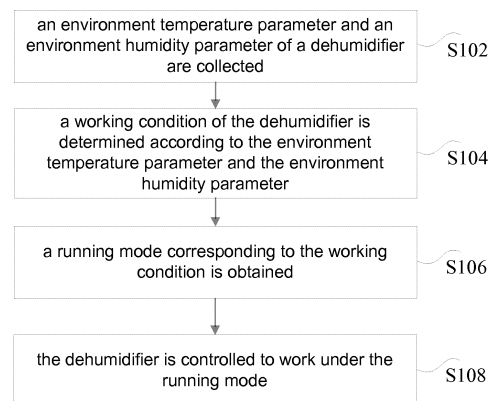 an environment temperature parameter and an
environment humidity parameter of a dehumidifier
are collected
S102
a working condition of the dehumidifier is
determined according to the environment
temperature parameter and the environment
humidity parameter
S104
a running mode corresponding to the working
condition is obtained
S106
the dehumidifier is controlled to work under the
running mode
S108